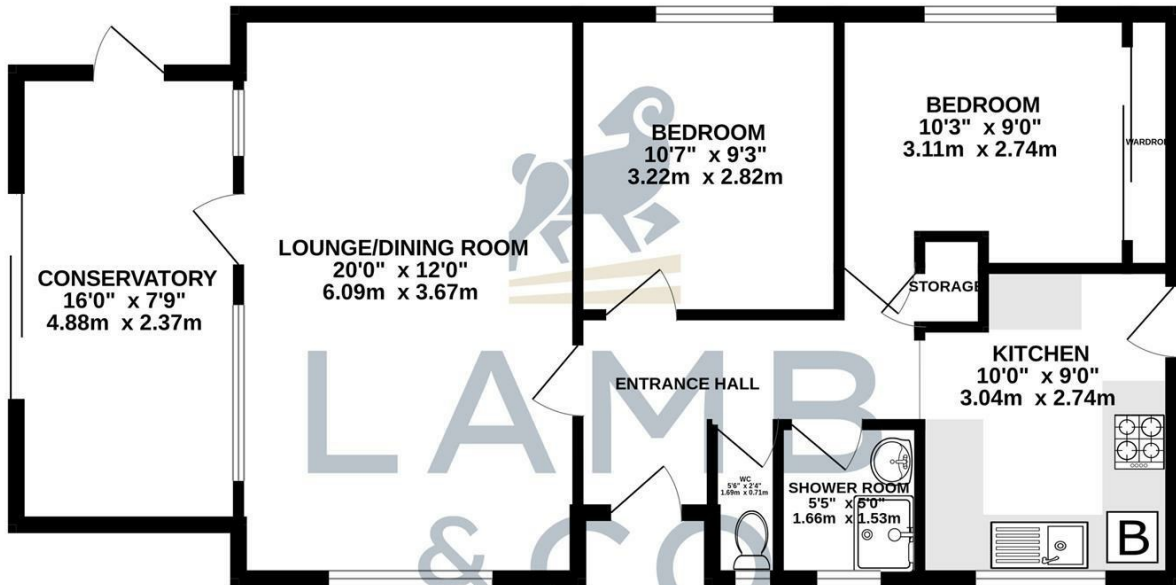 CONSERVATORY
16'0" x 7'9"
4.88m x 2.37m
LOUNGE/DINING ROOM
20'0" x 12'0"
6.09m x 3.67m
BEDROOM
10'7" x 9'3"
3.22m x 2.82m
BEDROOM
10'3" x 9'0"
3.11m x 2.74m
STORAGE
KITCHEN
10'0" x 9'0"
3.04m x 2.74m
ENTRANCE HALL
WC
5'6" x 2'4"
1.69m x 0.71m
SHOWER ROOM
5'5" x 5'0"
1.66m x 1.53m
B
LAMB
& CO